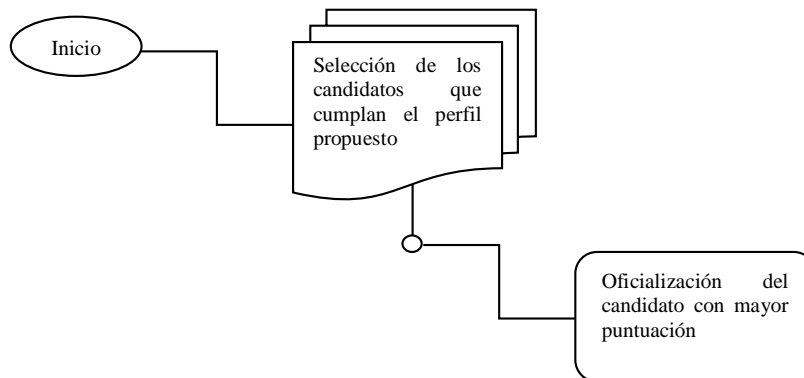 Inicio
Selección de los
candidatos que
cumplan el perfil
propuesto
Oficialización del
candidato con mayor
puntuación